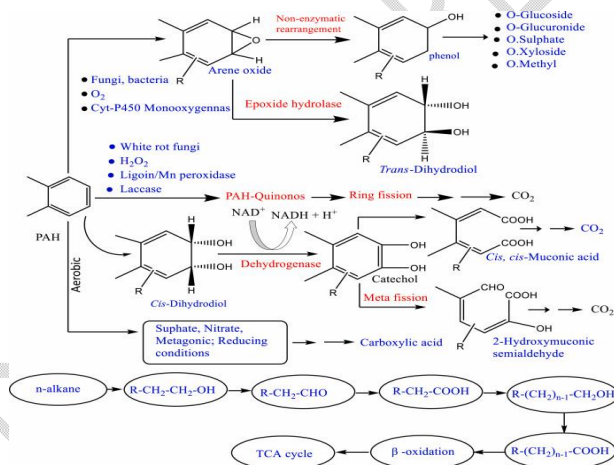 H
O
H
R
Arene oxide
Non-enzymatic
rearrangement
OH
R
phenol
O-Glucoside
O-Glucuronide
O.Sulphate
O.Xyloside
O.Methyl
Fungi, bacteria
O₂
Cyt-P450 Monooxygennas
Epoxide hydrolase
H
OH
OH
H
R
Trans-Dihydrodiol
White rot fungi
H₂O₂
Ligoin/Mn peroxidase
Laccase
PAH-Quinonos
Ring fission
CO₂
PAH
NAD⁺
NADH + H⁺
H
OH
OH
H
R
Cis-Dihydrodiol
Dehydrogenase
OH
OH
Catechol
R
COOH
COOH
R
CO₂
Cis, cis-Muconic acid
Aerobic
Meta fission
CHO
COOH
OH
R
CO₂
2-Hydroxymuconic
semialdehyde
Suphate, Nitrate,
Metagonic; Reducing
conditions
Carboxylic acid
n-alkane
R-CH₂-CH₂-OH
R-CH₂-CHO
R-CH₂-COOH
R-(CH₂)n-1-CH₂OH
TCA cycle
β -oxidation
R-(CH₂)n-1-COOH